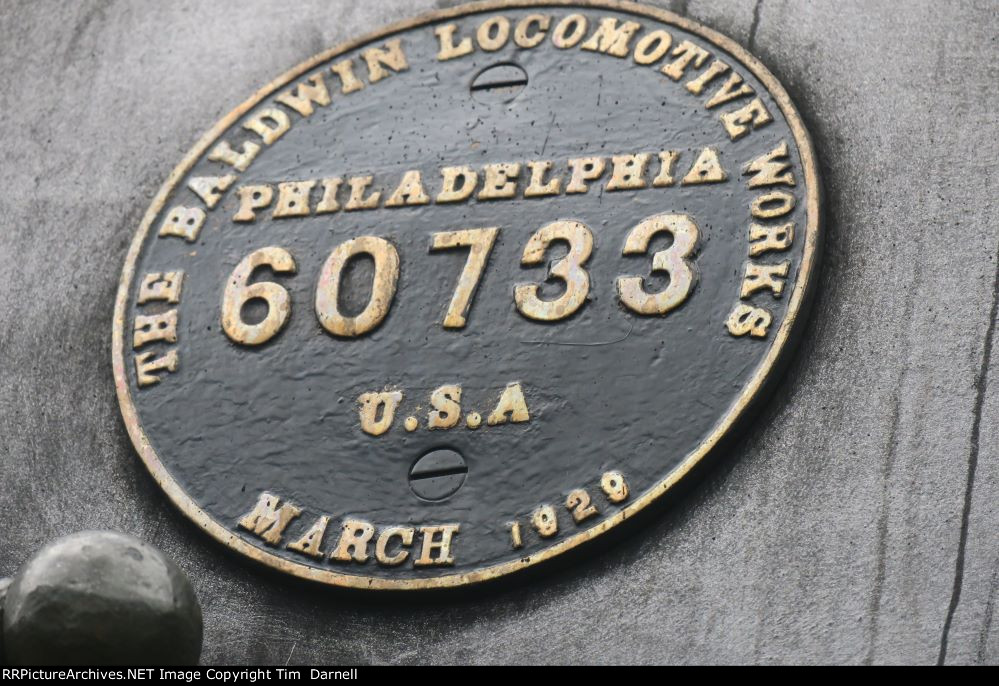 THE BALDWIN LOCOMOTIVE WORKS
PHILADELPHIA
60733
U.S.A
MARCH 1929
RRPictureArchives.NET Image Copyright Tim Darnell